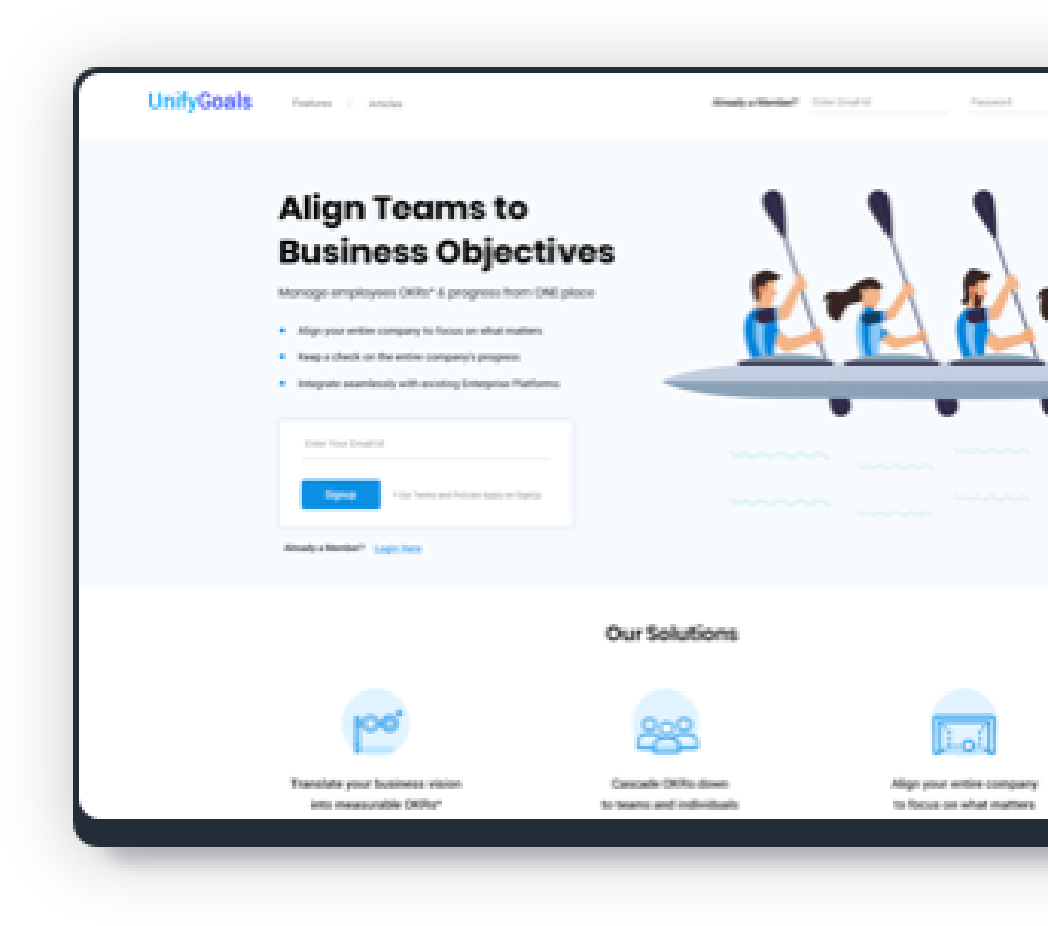 UnifyGoals
Features | Articles
Already a Member? Enter Email Id Password
Align Teams to
Business Objectives
Manage employees OKRs* & progress from ONE place
Align your entire company to focus on what matters
Keep a check on the entire company's progress
Integrate seamlessly with existing Enterprise Platforms
Enter Your Email Id
Signup * Our Terms and Policies Apply on Signup
Already a Member? Login Here
Our Solutions
Translate your business vision
into measurable OKRs*
Cascade OKRs down
to teams and individuals
Align your entire company
to focus on what matters